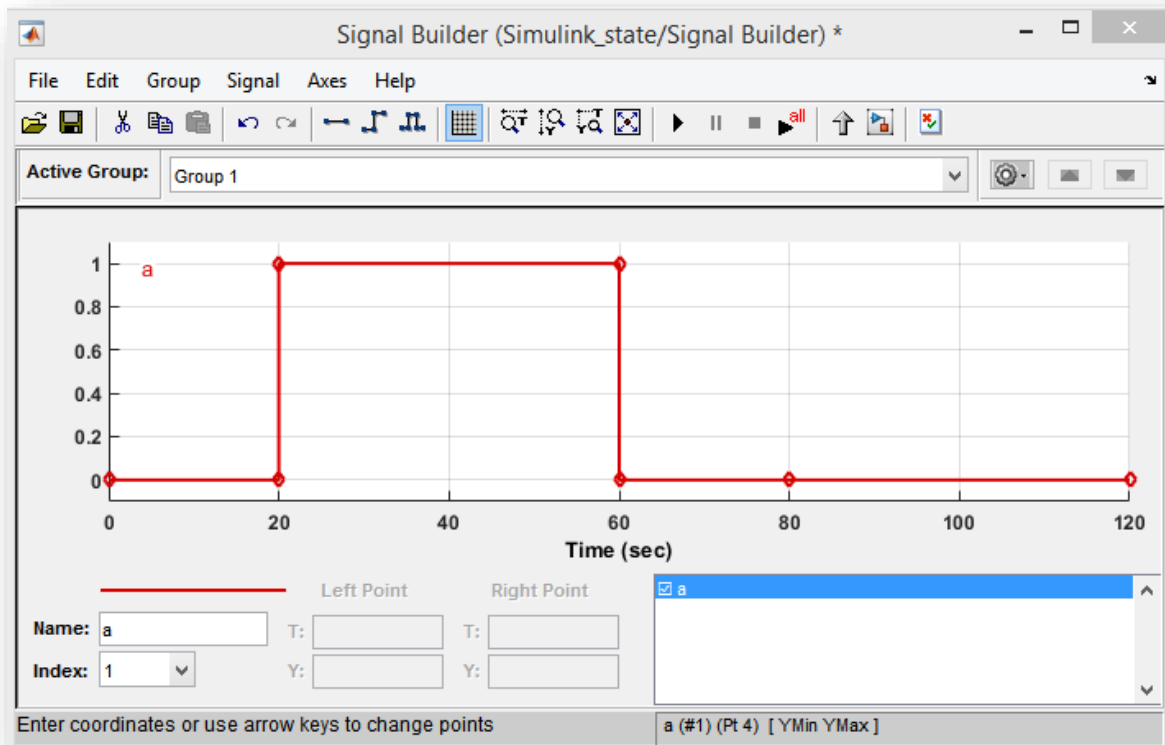 Signal Builder (Simulink_state/Signal Builder) *
File Edit Group Signal Axes Help
all
Active Group: Group 1
a
1
0.8
0.6
0.4
0.2
0
0 20 40 60 80 100 120
Time (sec)
Left Point Right Point
a
Name: a T: T:
Index: 1 Y: Y:
Enter coordinates or use arrow keys to change points
a (#1) (Pt 4) [ YMin YMax ]